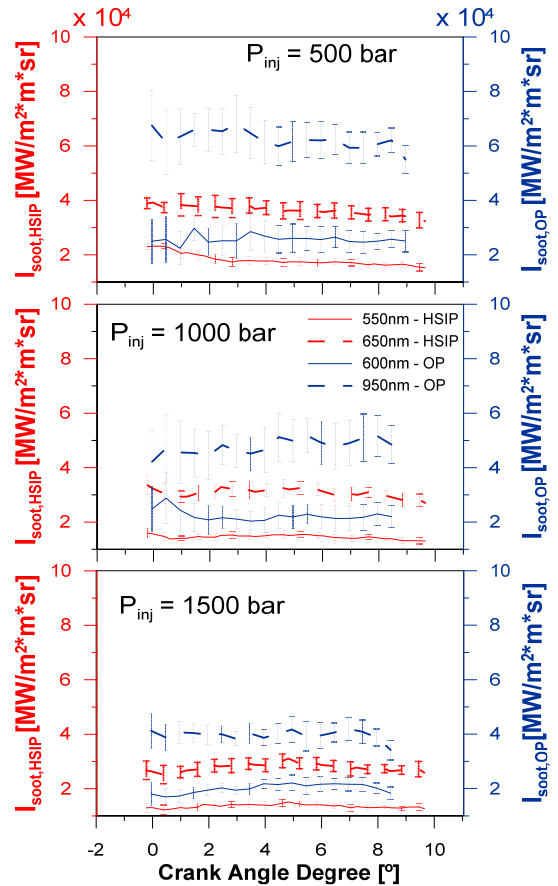 x 10⁴ x 10⁴
P_inj = 500 bar
10 10
8 8
6 6
4 4
2 2
I_soot,HSIP [MW/m²*m*sr]
I_soot,OP [MW/m²*m*sr]
P_inj = 1000 bar
550nm - HSIP
650nm - HSIP
600nm - OP
950nm - OP
10 10
8 8
6 6
4 4
2 2
I_soot,HSIP [MW/m²*m*sr]
I_soot,OP [MW/m²*m*sr]
P_inj = 1500 bar
10 10
8 8
6 6
4 4
2 2
I_soot,HSIP [MW/m²*m*sr]
I_soot,OP [MW/m²*m*sr]
-2 0 2 4 6 8 10
Crank Angle Degree [º]